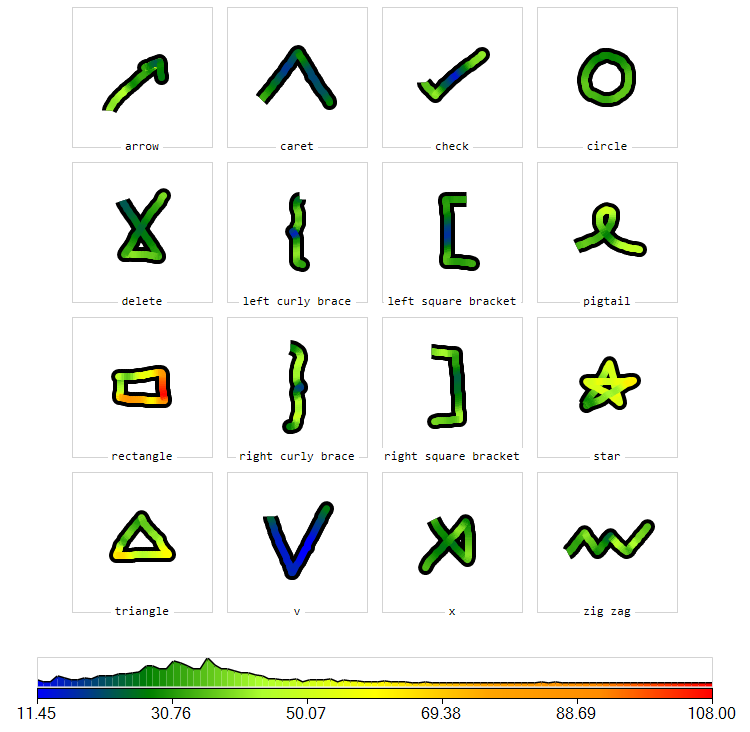 arrow caret check circle
delete left curly brace left square bracket pigtail
rectangle right curly brace right square bracket star
triangle v x zig zag
11.45 30.76 50.07 69.38 88.69 108.00